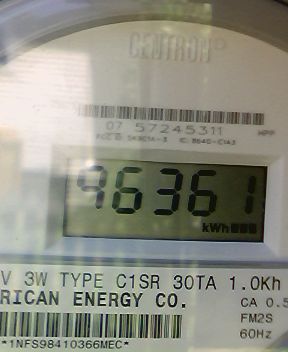 CENTRON®
07 57245311
96361
kWh
V 3W TYPE C1SR 30TA 1.0Kh
RICAN ENERGY CO.
CA 0.5
FM2S
60Hz
*1NFS98410366MEC*